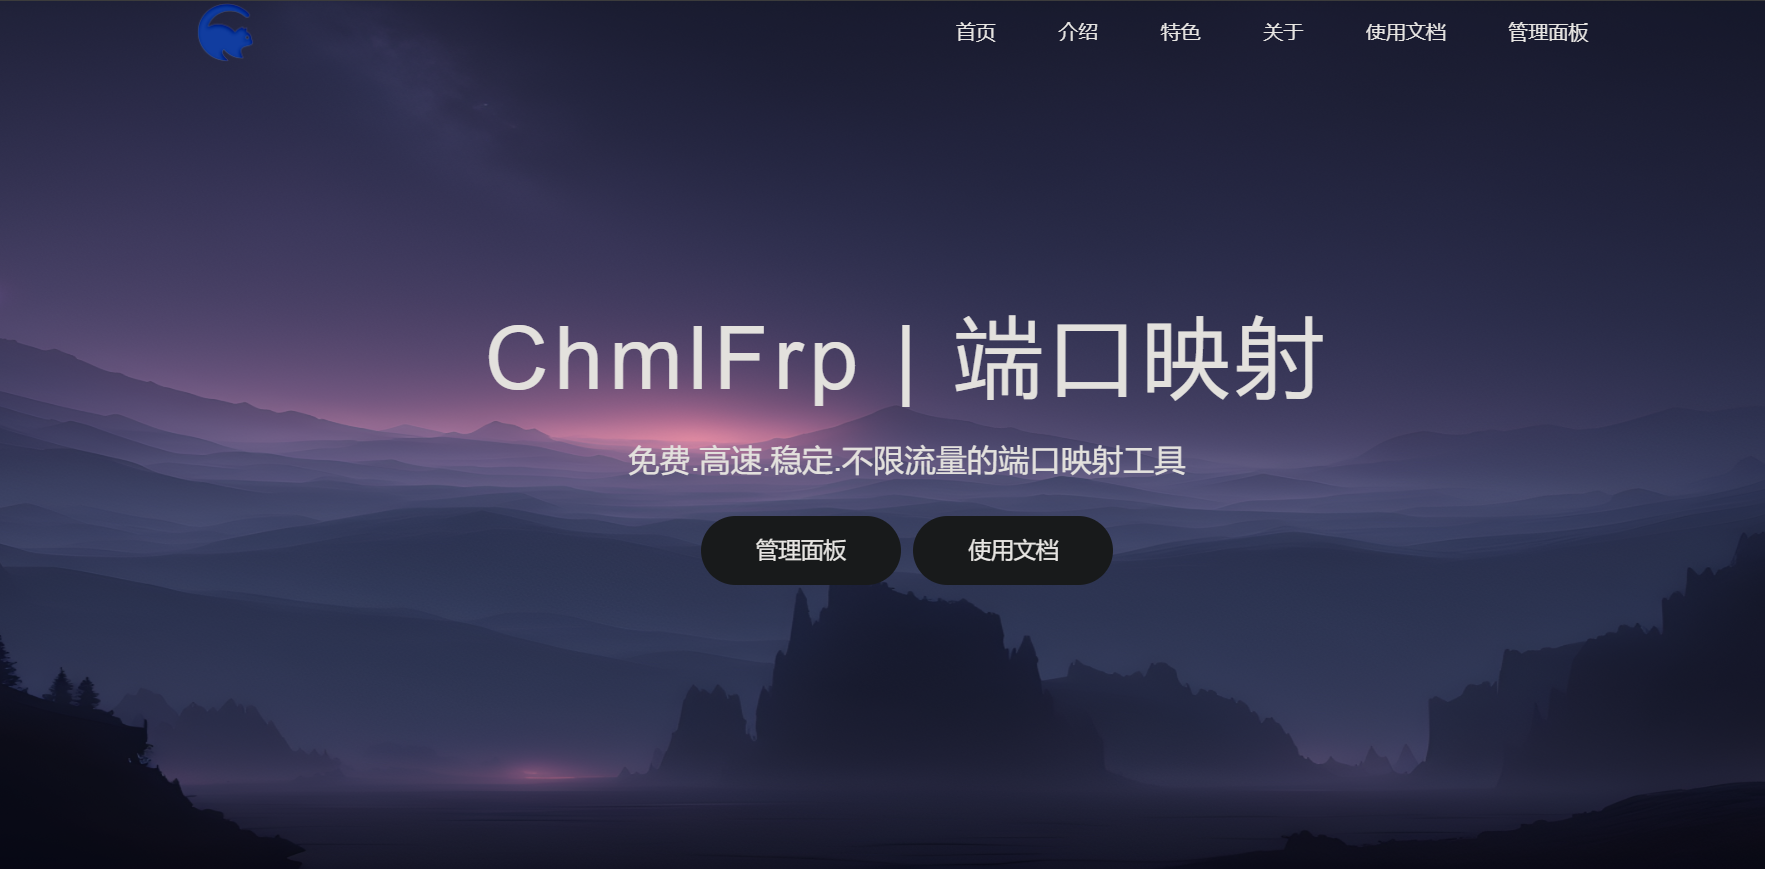 首页 介绍 特色 关于 使用文档 管理面板
ChmlFrp | 端口映射
免费.高速.稳定.不限流量的端口映射工具
管理面板 使用文档